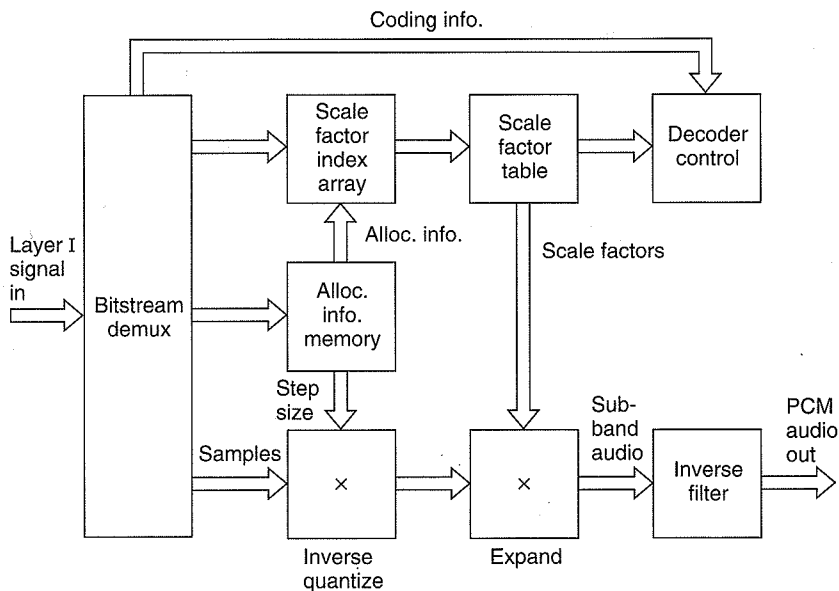 Coding info.
Scale
factor
index
array
Scale
factor
table
Decoder
control
Layer I
signal
in
Bitstream
demux
Alloc. info.
Alloc.
info.
memory
Scale factors
Step
size
Samples
×
×
Sub-
band
audio
Inverse
filter
PCM
audio
out
Inverse
quantize
Expand